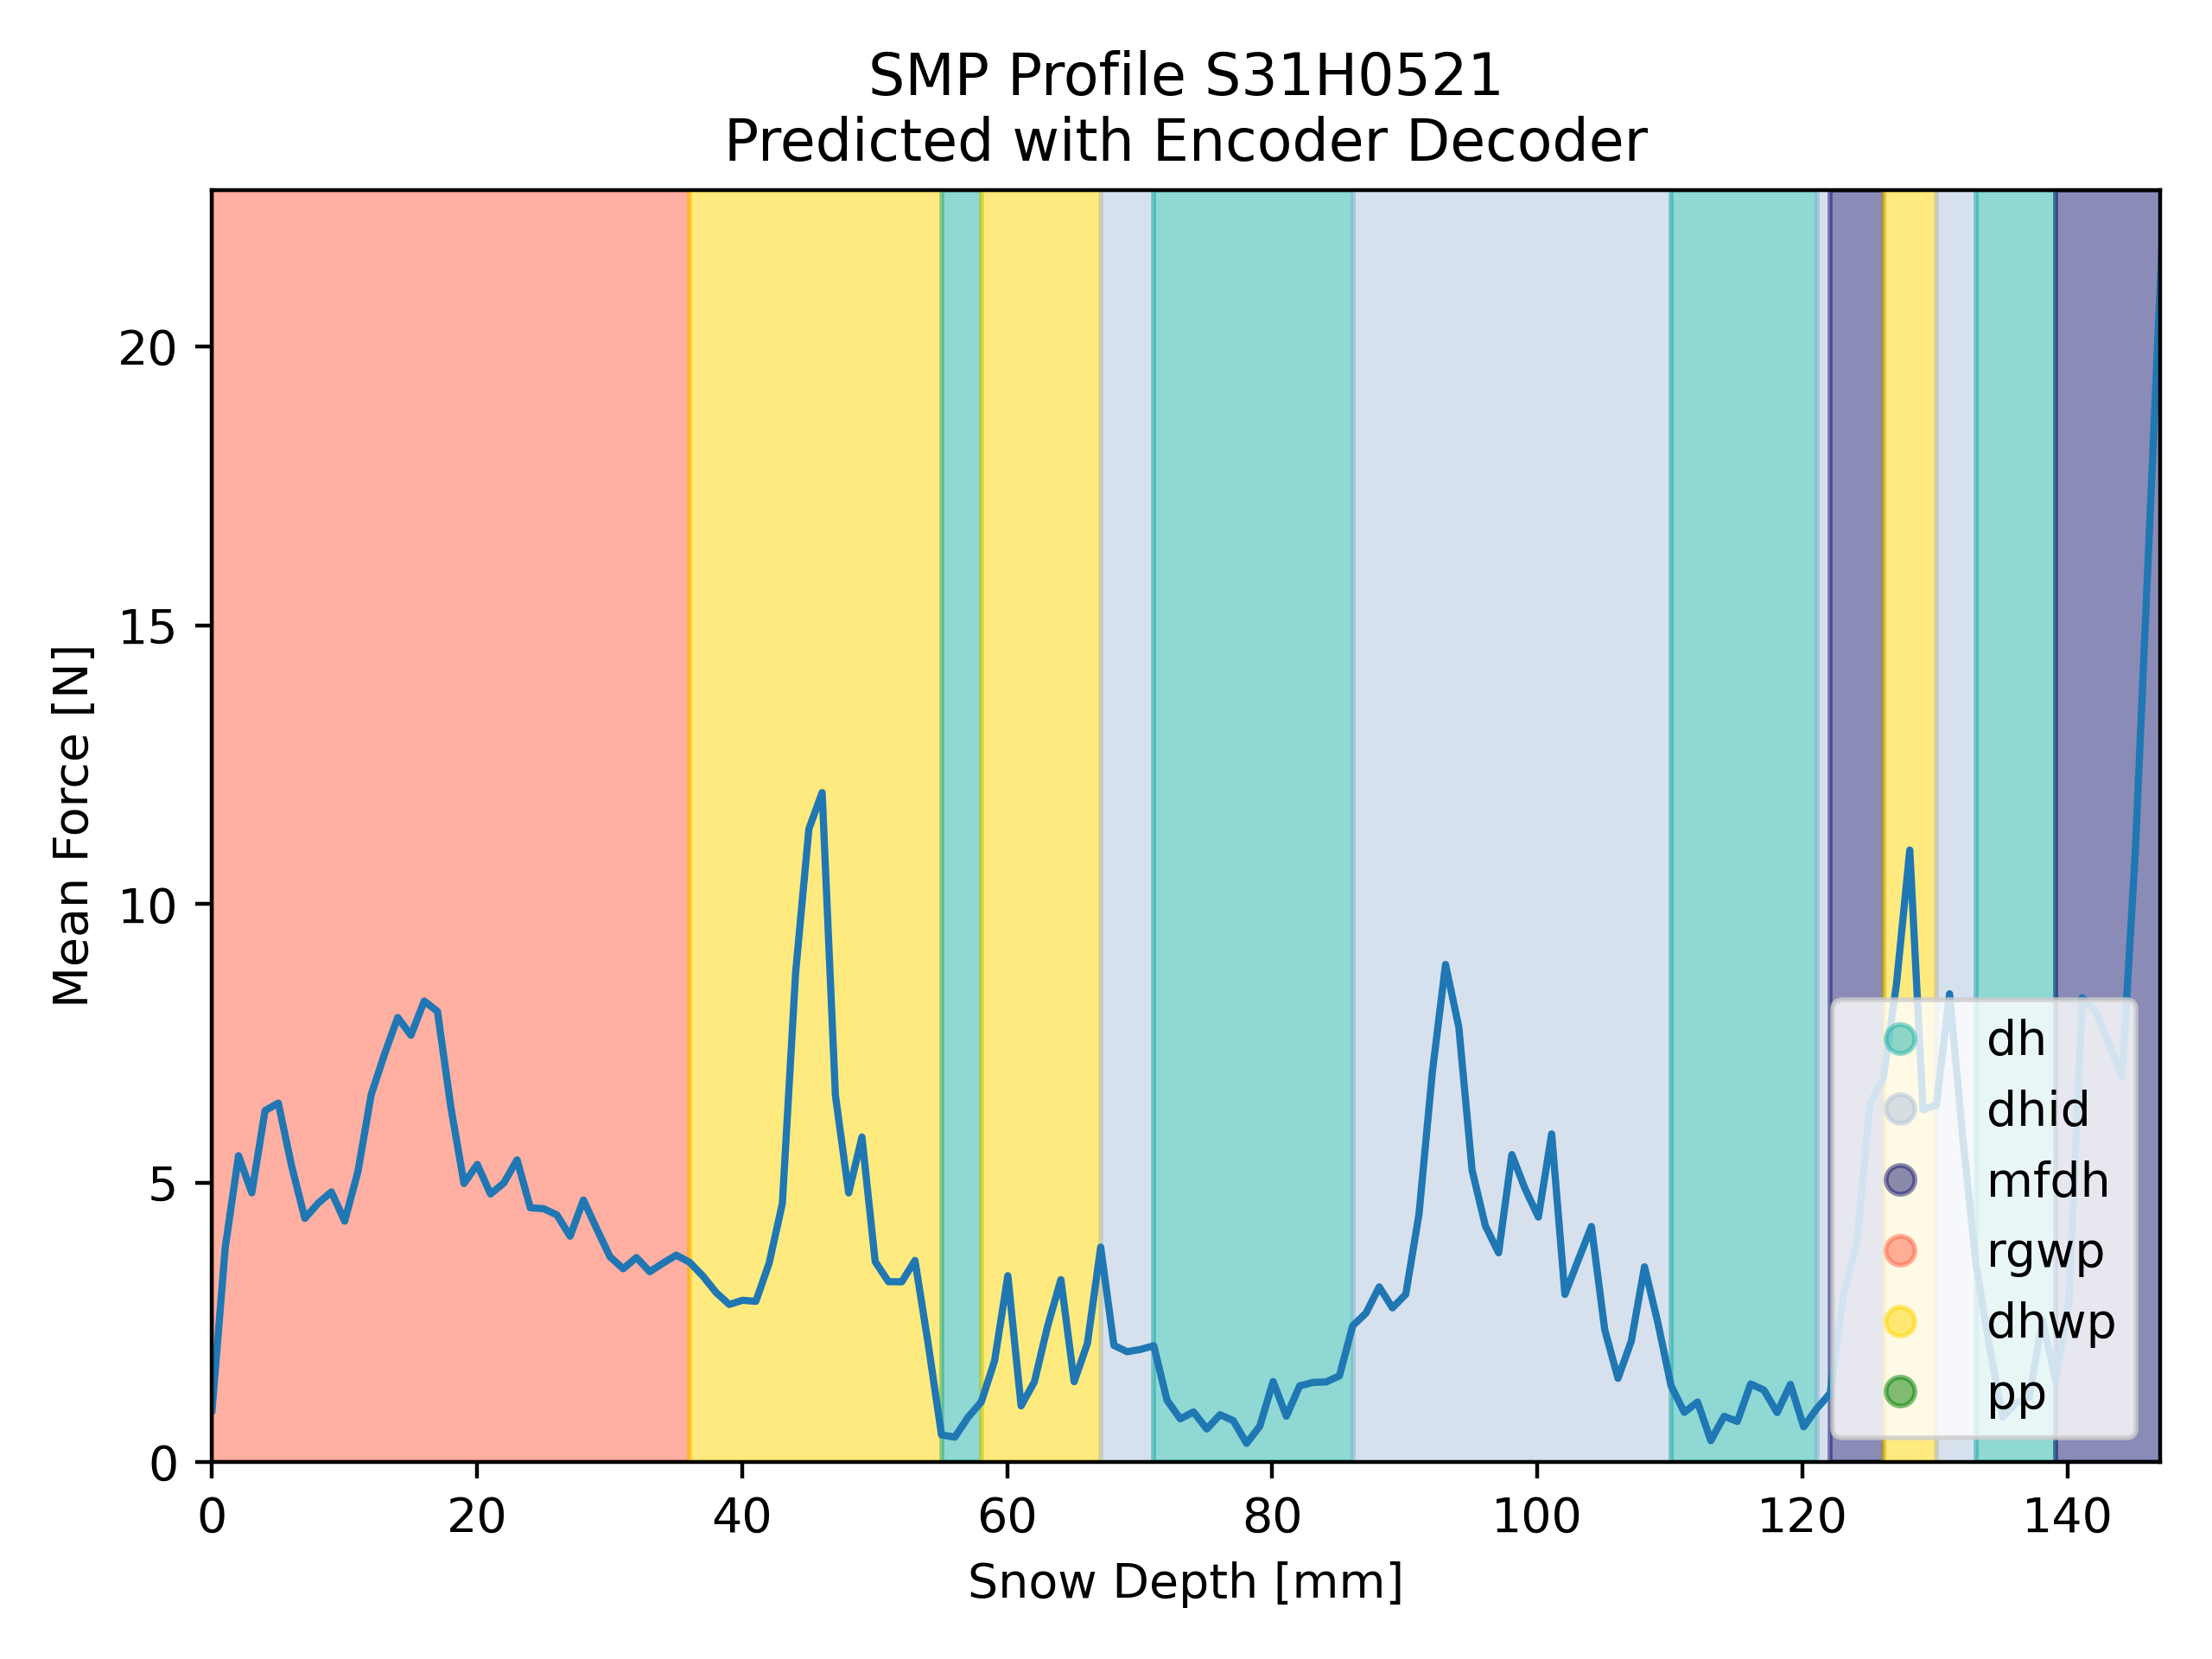 SMP Profile S31H0521
Predicted with Encoder Decoder
Mean Force [N]
20
15
10
5
0
0 20 40 60 80 100 120 140
Snow Depth [mm]
dh
dhid
mfdh
rgwp
dhwp
pp